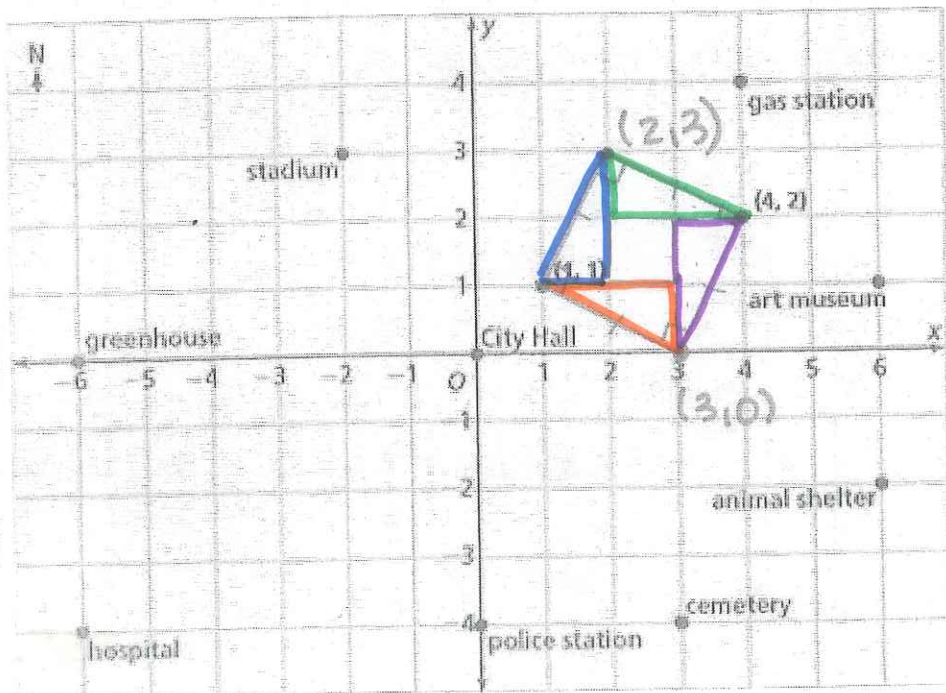 N
y
4
gas station
(2,3)
3
stadium
(4, 2)
2
(1, 1)
1
art museum
greenhouse
City Hall
x
-6 -5 -4 -3 -2 -1 O 1 2 3 4 5 6
(3,0)
-1
-2
animal shelter
-3
cemetery
-4
police station
hospital